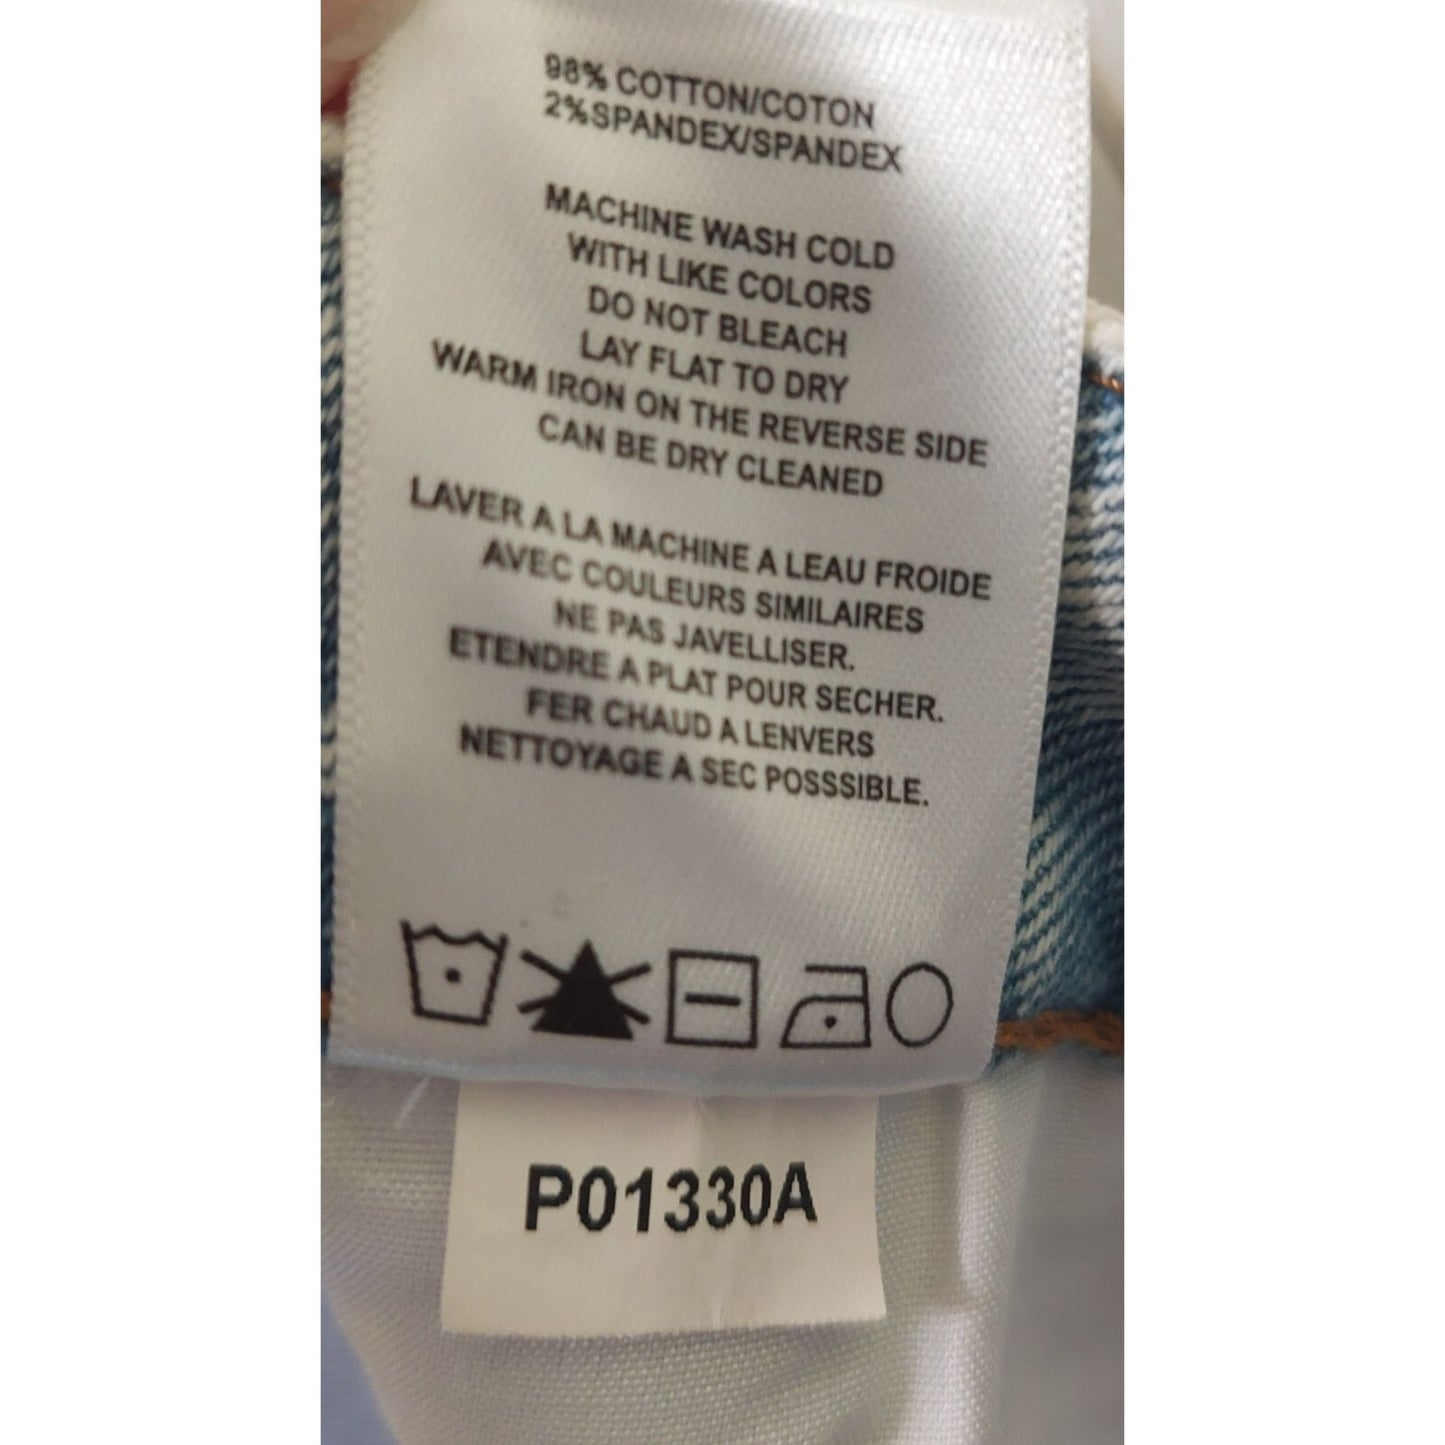 98% COTTON/COTON
2%SPANDEX/SPANDEX
MACHINE WASH COLD
WITH LIKE COLORS
DO NOT BLEACH
LAY FLAT TO DRY
WARM IRON ON THE REVERSE SIDE
CAN BE DRY CLEANED
LAVER A LA MACHINE A LEAU FROIDE
AVEC COULEURS SIMILAIRES
NE PAS JAVELLISER.
ETENDRE A PLAT POUR SECHER.
FER CHAUD A LENVERS
NETTOYAGE A SEC POSSSIBLE.
P01330A